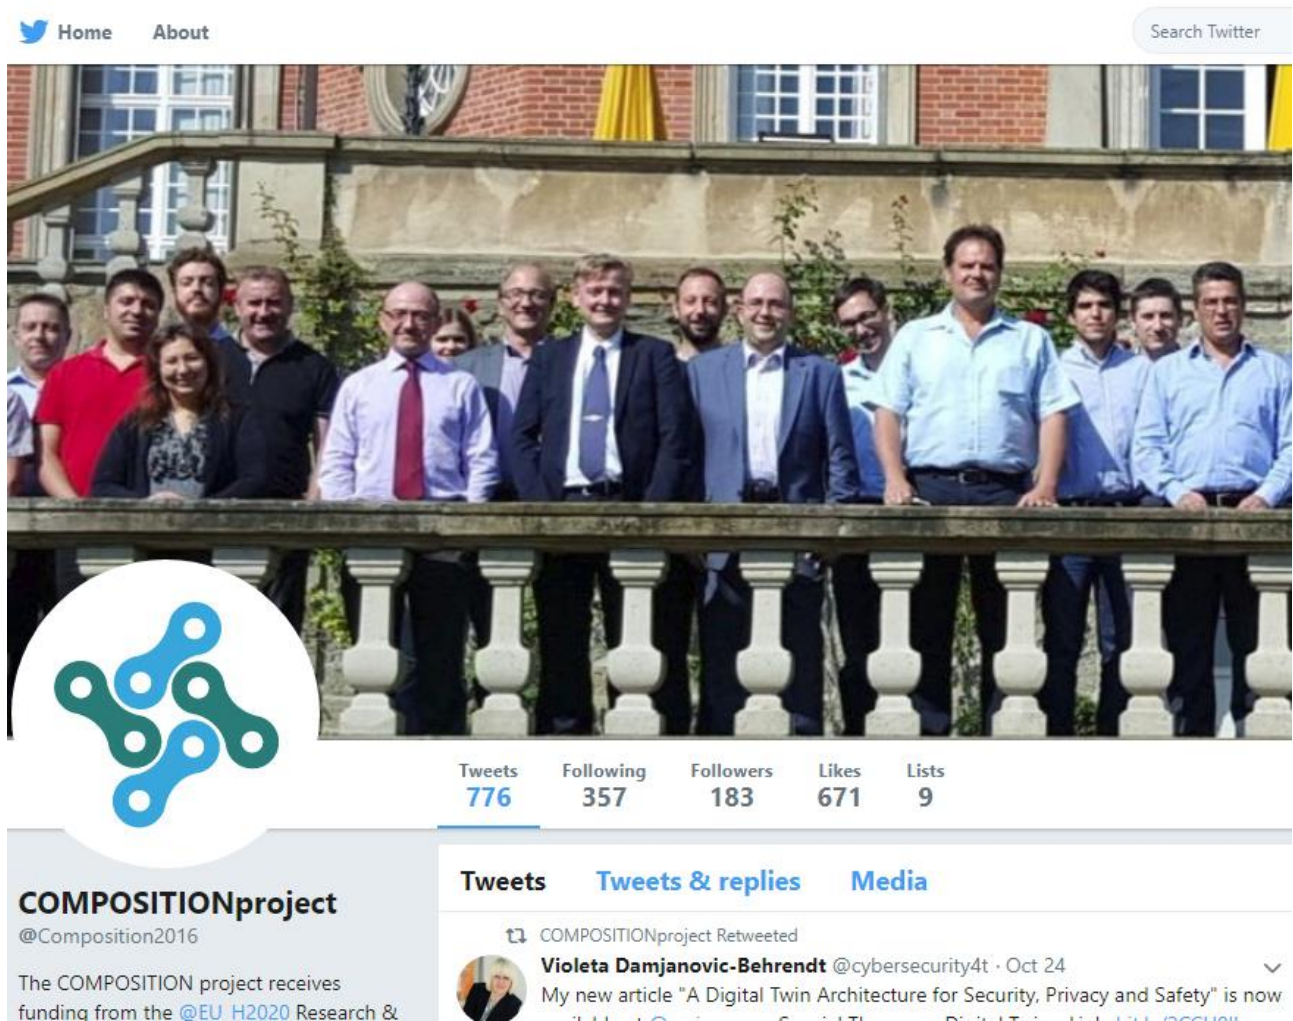 Home About Search Twitter
Tweets Following Followers Likes Lists
776 357 183 671 9
COMPOSITIONproject
@Composition2016
The COMPOSITION project receives
funding from the @EU_H2020 Research &
Tweets Tweets & replies Media
COMPOSITIONproject Retweeted
Violeta Damjanovic-Behrendt @cybersecurity4t · Oct 24
My new article "A Digital Twin Architecture for Security, Privacy and Safety" is now